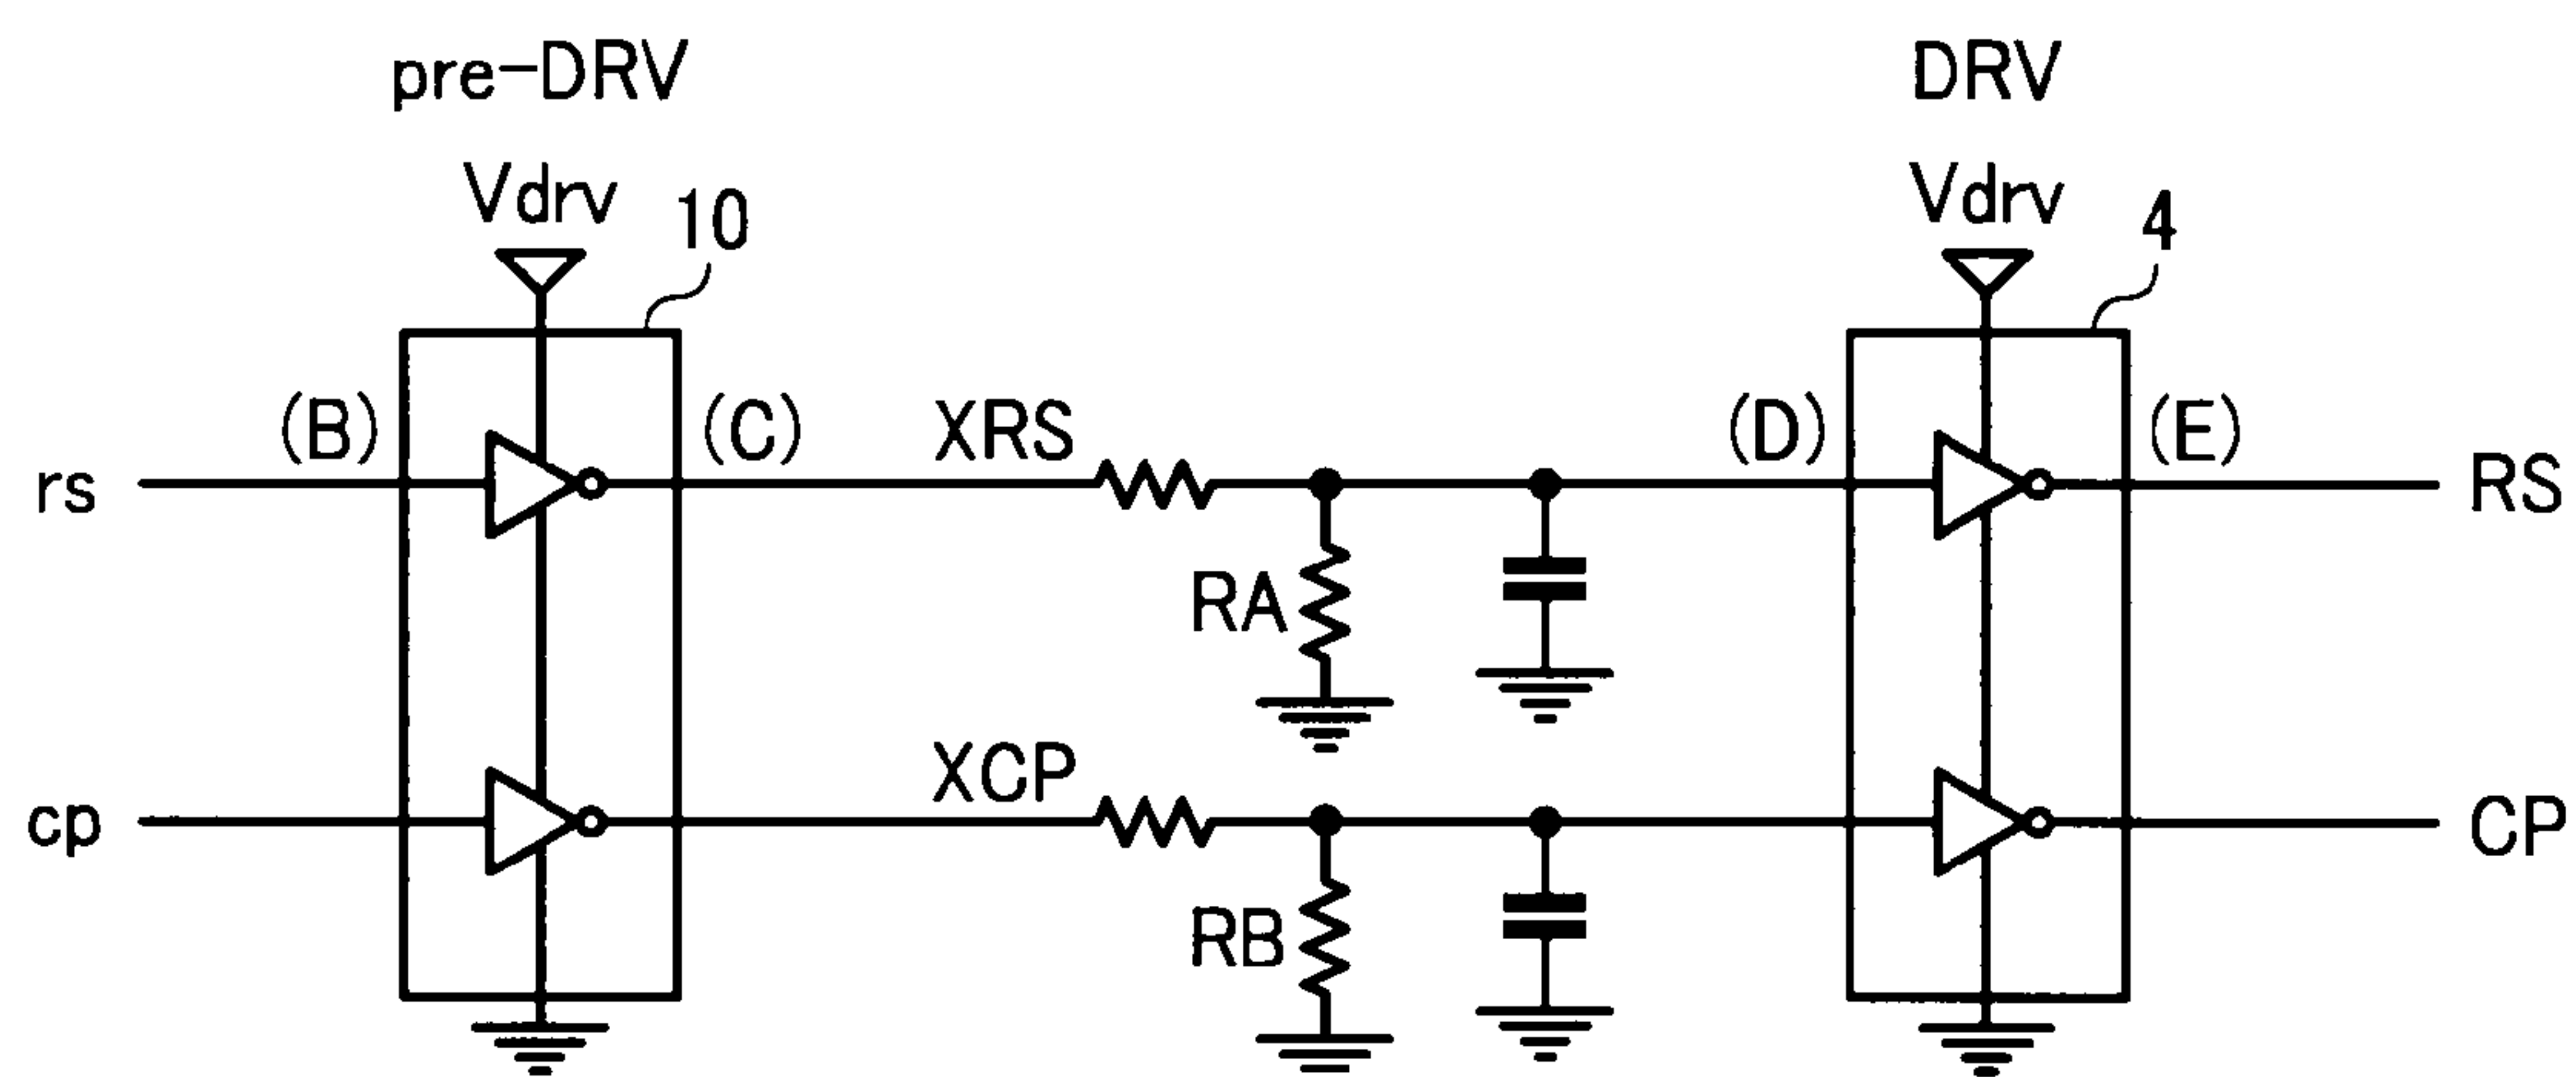 pre-DRV
DRV
Vdrv
10
Vdrv
4
(B)
(C)
XRS
(D)
(E)
rs
RS
RA
XCP
cp
CP
RB